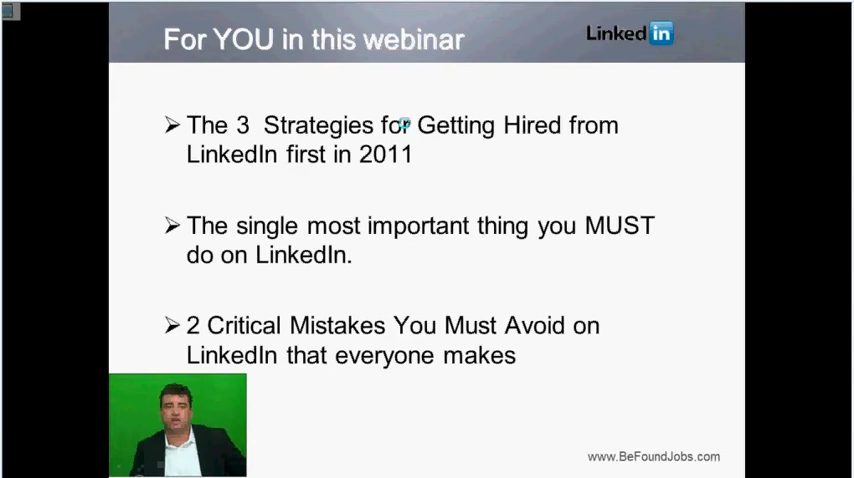 For YOU in this webinar
Linked in
The 3 Strategies for Getting Hired from
LinkedIn first in 2011
The single most important thing you MUST
do on LinkedIn.
2 Critical Mistakes You Must Avoid on
LinkedIn that everyone makes
www.BeFoundJobs.com